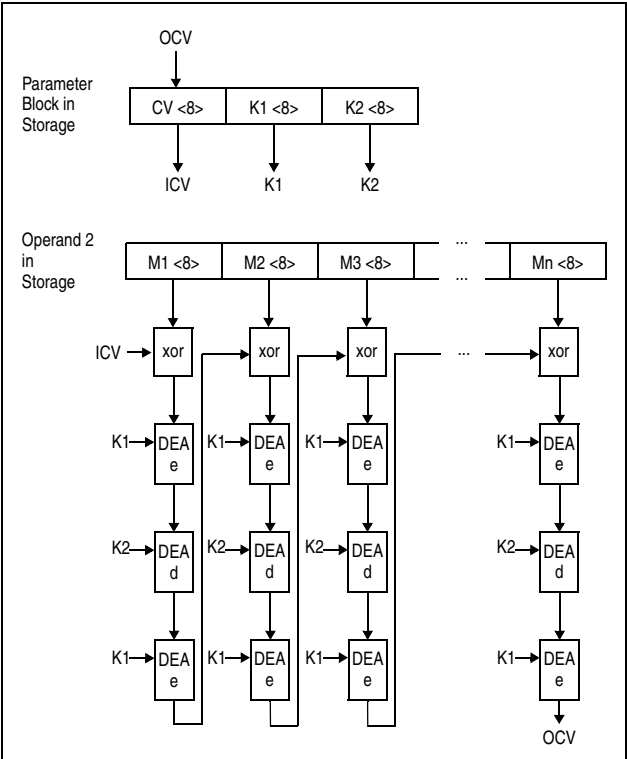 OCV
Parameter
Block in
Storage
CV <8> K1 <8> K2 <8>
ICV K1 K2
Operand 2
in
Storage
M1 <8> M2 <8> M3 <8> ... ... Mn <8>
ICV xor xor xor ... xor
K1 DEA e K1 DEA e K1 DEA e K1 DEA e
K2 DEA d K2 DEA d K2 DEA d K2 DEA d
K1 DEA e K1 DEA e K1 DEA e K1 DEA e
OCV